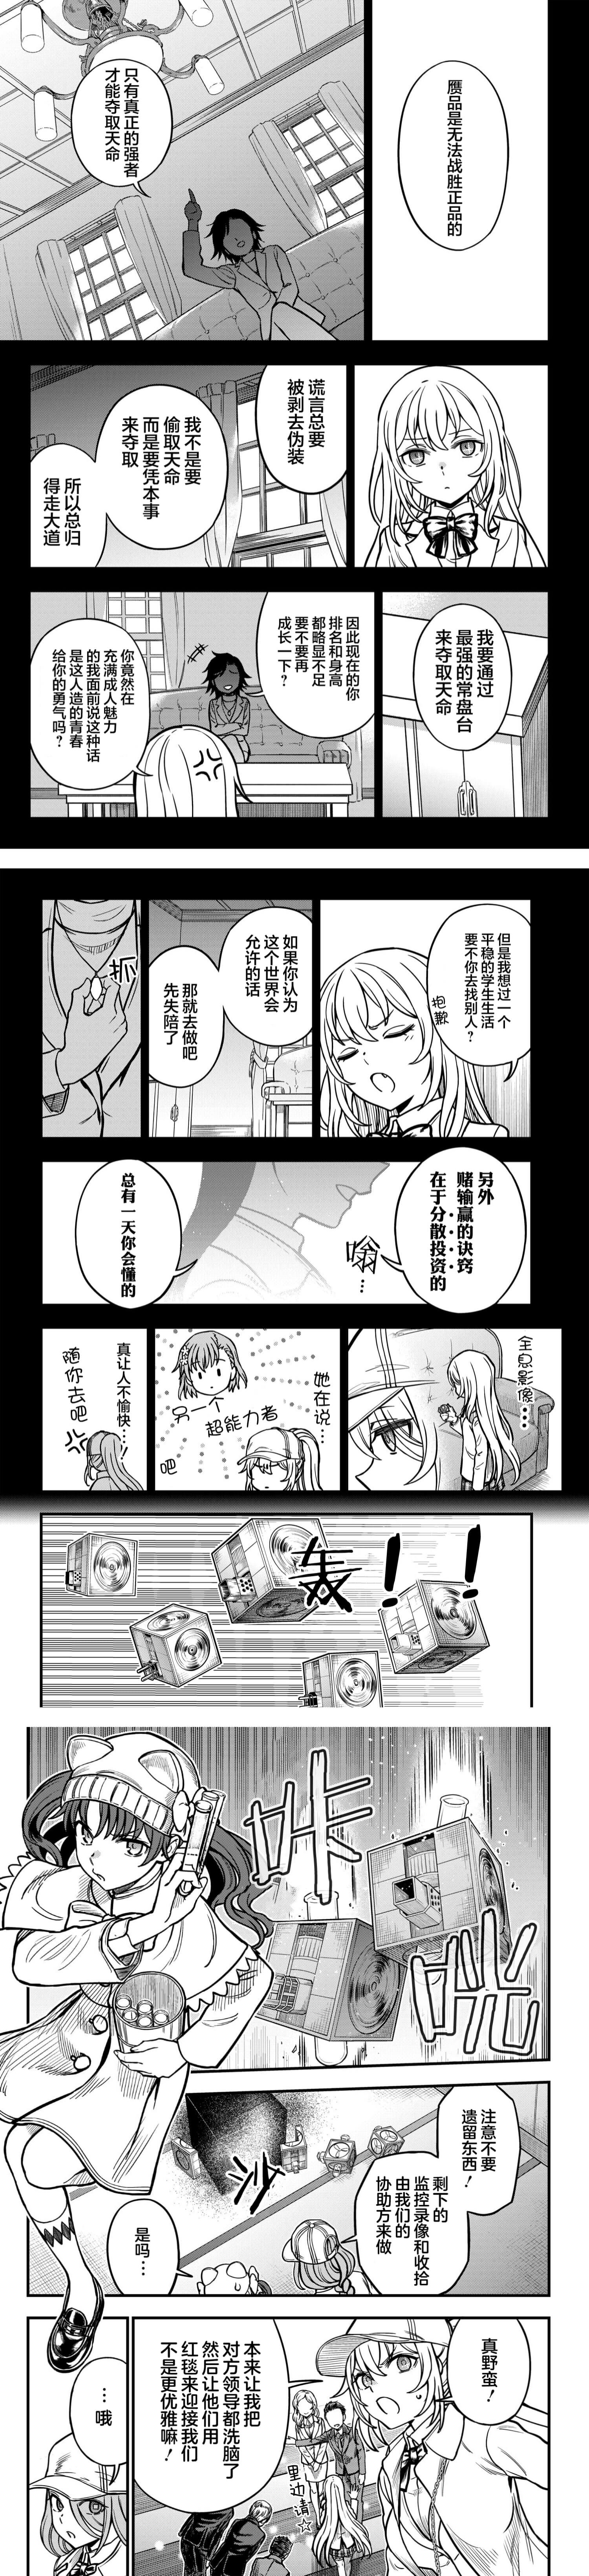 赝品是无法战胜正品的
只有真正的强者
才能夺取天命
谎言总要
被剥去伪装
我不是要
偷取天命
而是要凭本事
来夺取
所以总归
得走大道
我要通过
最强的常盘台
来夺取天命
因此现在的你
排名和身高
都略显不足
要不要再
成长一下？
你竟然在
充满成人魅力
的我面前说这种话
是这人造的青春
给你的勇气吗？
但是我想过一个
平稳的学生生活
要不你去找别人？
抱歉
如果你认为
这个世界会
允许的话
那就去做吧
先失陪了
抓
另外
赌输赢的诀窍
在于分散投资的
嗡…
总有一天你会懂的
全息影像…
她在说…
另一个
超能力者
吧
真让人不愉快…！
随你去吧
轰！！
咔
咣
注意不要
遗留东西！
剩下的
监控录像和收拾
由我们的
协助方来做
沙
是吗…
真野蛮！
本来让我把
对方领导都洗脑了
然后让他们用
红毯来迎接我们
不是更优雅嘛！
里边请☆
…哦